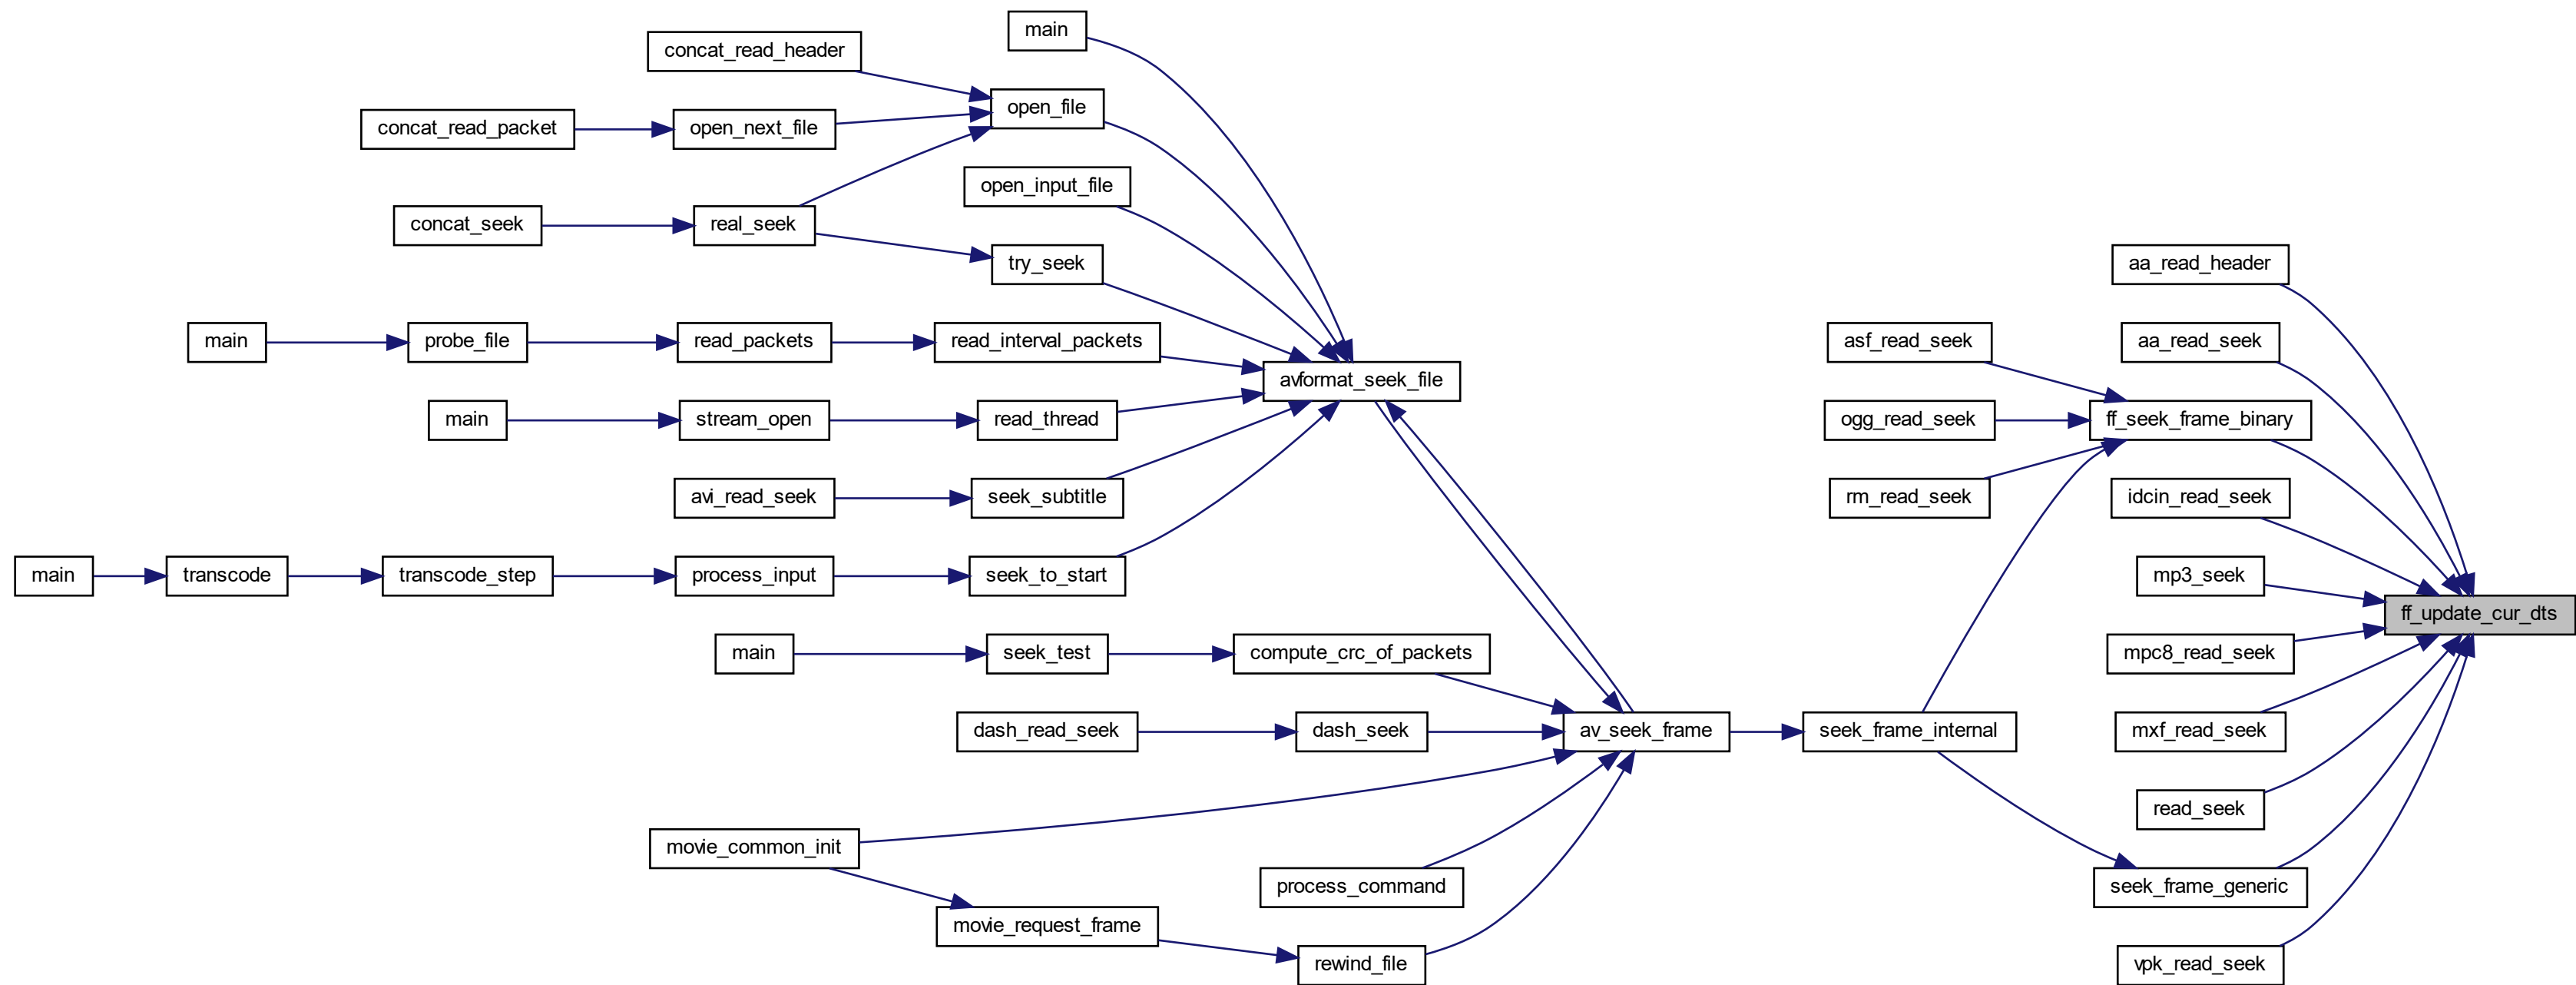 main
concat_read_header
open_file
concat_read_packet
open_next_file
open_input_file
concat_seek
real_seek
try_seek
aa_read_header
main
probe_file
read_packets
read_interval_packets
asf_read_seek
aa_read_seek
avformat_seek_file
main
stream_open
read_thread
ogg_read_seek
ff_seek_frame_binary
avi_read_seek
seek_subtitle
rm_read_seek
idcin_read_seek
main
transcode
transcode_step
process_input
seek_to_start
mp3_seek
ff_update_cur_dts
main
seek_test
compute_crc_of_packets
mpc8_read_seek
dash_read_seek
dash_seek
av_seek_frame
seek_frame_internal
mxf_read_seek
read_seek
movie_common_init
process_command
seek_frame_generic
movie_request_frame
rewind_file
vpk_read_seek